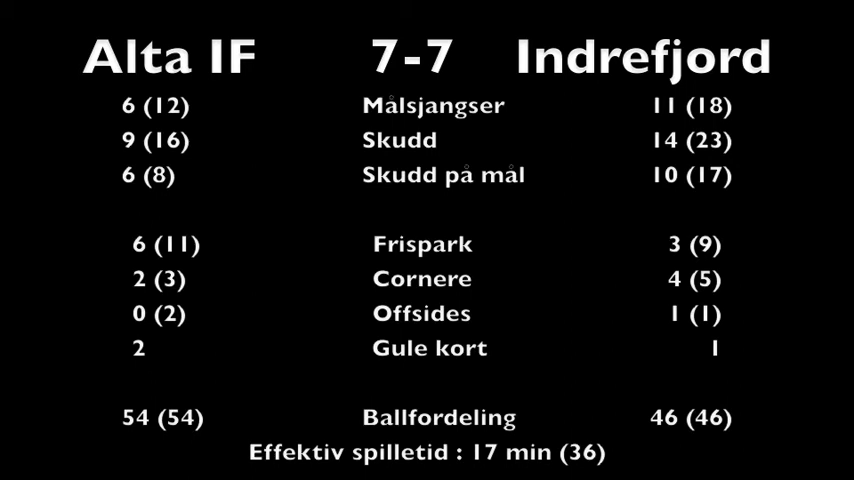 Alta IF 7-7 Indrefjord
6 (12) Målsjangser 11 (18)
9 (16) Skudd 14 (23)
6 (8) Skudd på mål 10 (17)
6 (11) Frispark 3 (9)
2 (3) Cornere 4 (5)
0 (2) Offsides 1 (1)
2 Gule kort 1
54 (54) Ballfordeling 46 (46)
Effektiv spilletid : 17 min (36)